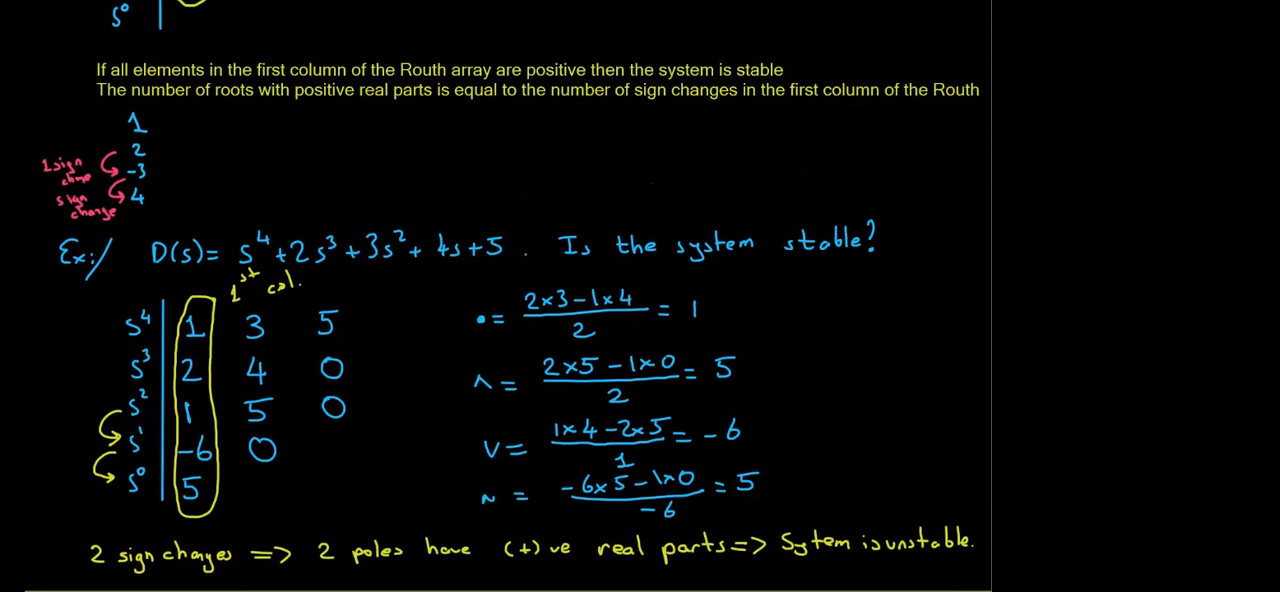 s⁰
If all elements in the first column of the Routh array are positive then the system is stable
The number of roots with positive real parts is equal to the number of sign changes in the first column of the Routh
1
2
1 sign
-3
sign 4
change
Ex:/ D(s)= s⁴+2s³+3s²+4s+5 . Is the system stable?
1st col.
s⁴ 1 3 5
s³ 2 4 0
s² 1 5 0
s¹ -6 0
s⁰ 5
• = (2×3-1×4)/2 = 1
^ = (2×5-1×0)/2 = 5
v = (1×4-2×5)/1 = -6
~ = (-6×5-1×0)/-6 = 5
2 sign changes => 2 poles have (+)ve real parts => System is unstable.